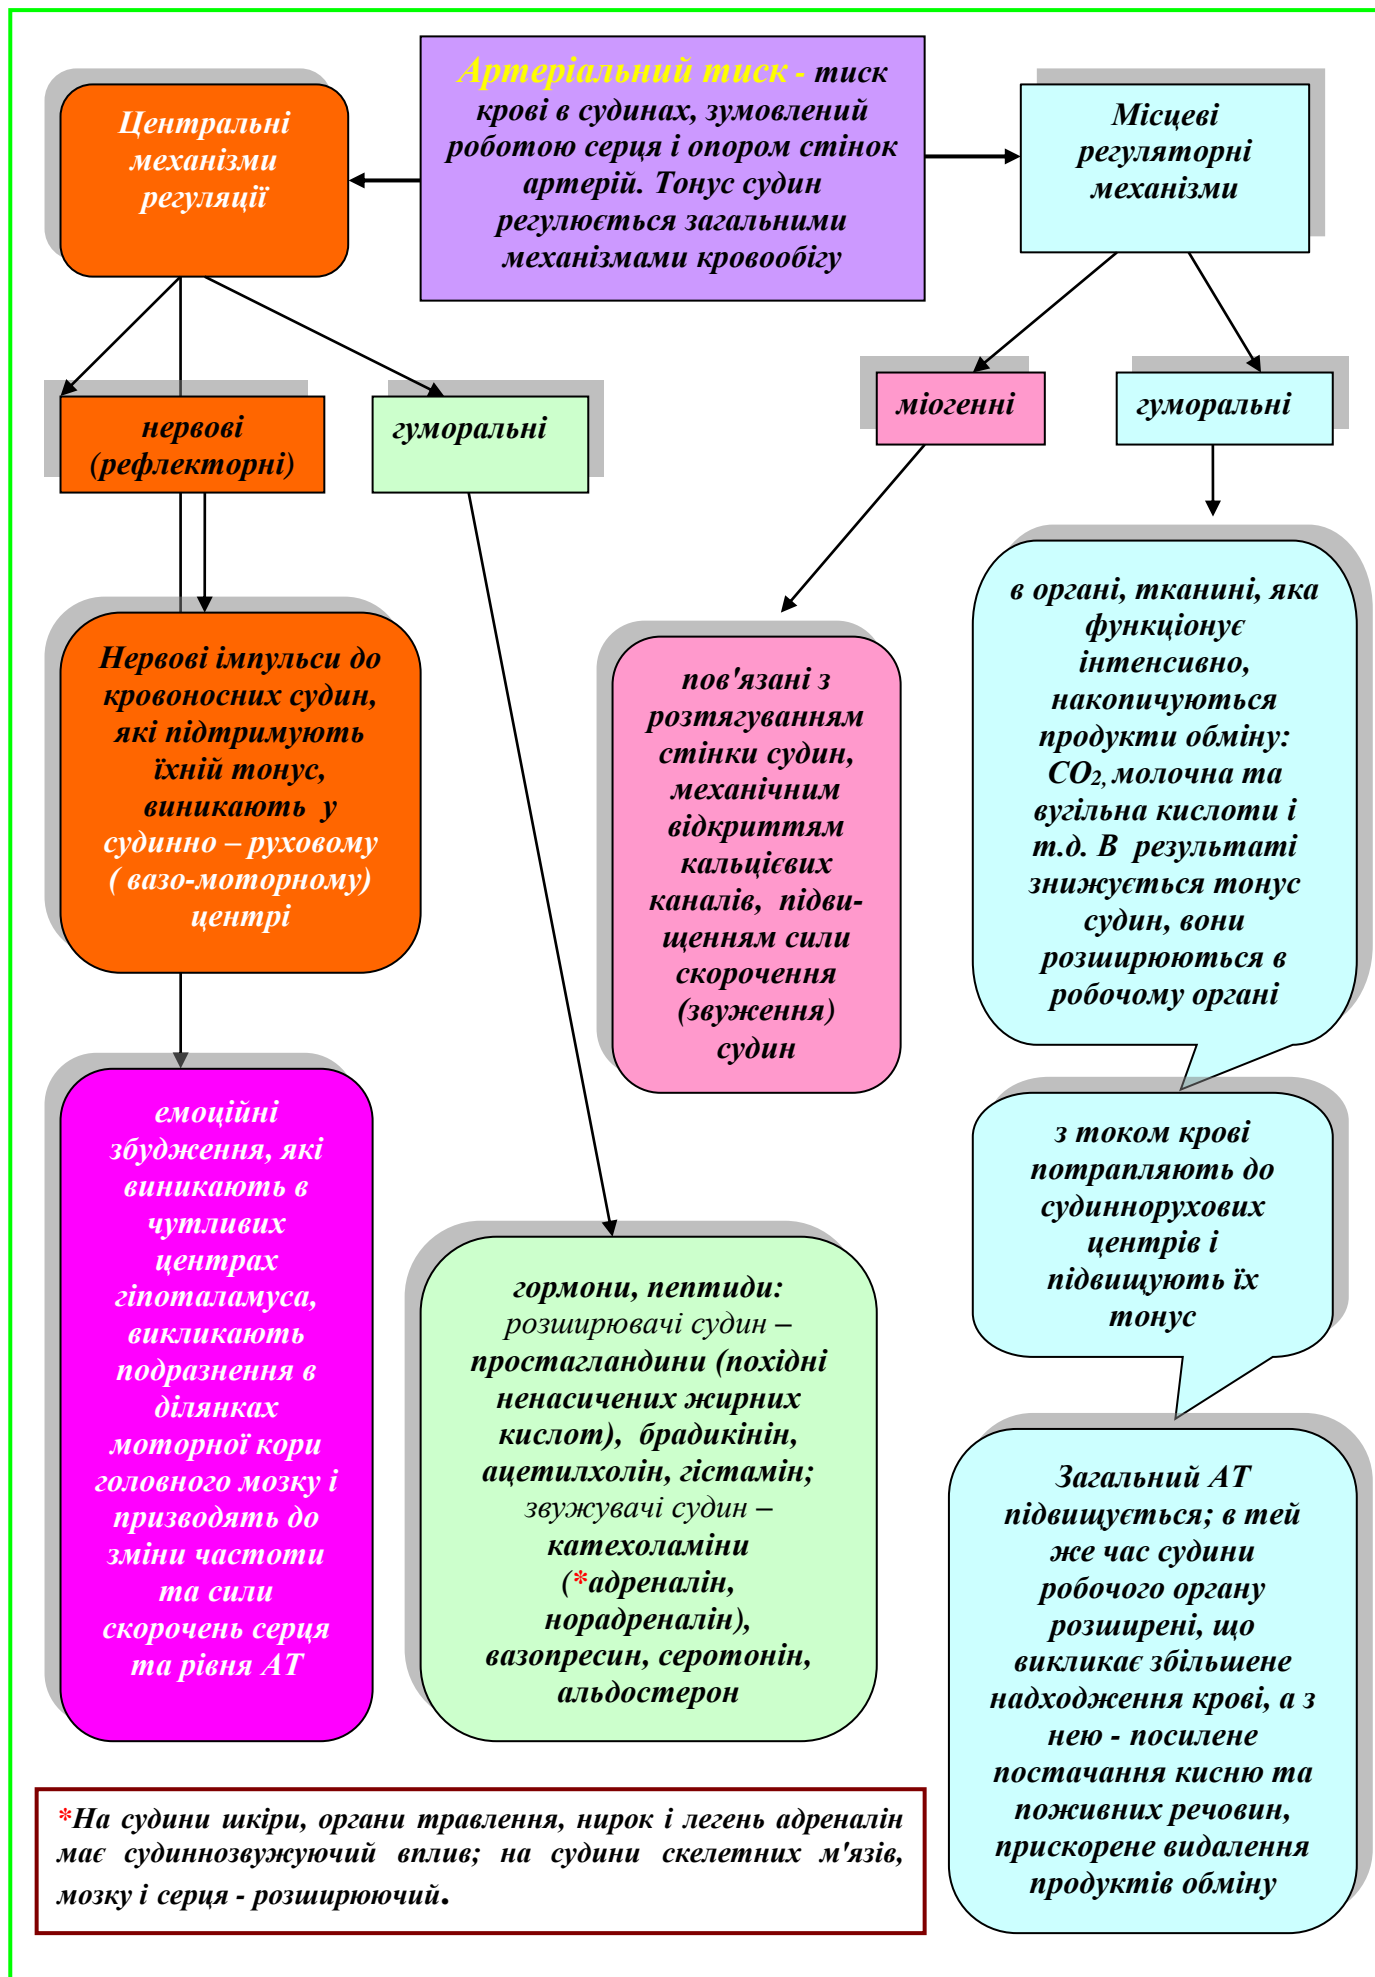 Артеріальний тиск - тиск
крові в судинах, зумовлений
роботою серця і опором стінок
артерій. Тонус судин
регулюється загальними
механізмами кровообігу
Центральні
механізми
регуляції
Місцеві
регуляторні
механізми
нервові
(рефлекторні)
гуморальні
міогенні
гуморальні
Нервові імпульси до
кровоносних судин,
які підтримують
їхній тонус,
виникають у
судинно – руховому
( вазо-моторному)
центрі
емоційні
збудження, які
виникають в
чутливих
центрах
гіпоталамуса,
викликають
подразнення в
ділянках
моторної кори
головного мозку і
призводять до
зміни частоти
та сили
скорочень серця
та рівня АТ
гормони, пептиди:
розширювачі судин –
простагландини (похідні
ненасичених жирних
кислот), брадикінін,
ацетилхолін, гістамін;
звужувачі судин –
катехоламіни
(*адреналін,
норадреналін),
вазопресин, серотонін,
альдостерон
пов'язані з
розтягуванням
стінки судин,
механічним
відкриттям
кальцієвих
каналів, підви-
щенням сили
скорочення
(звуження)
судин
в органі, тканині, яка
функціонує
інтенсивно,
накопичуються
продукти обміну:
СО₂, молочна та
вугільна кислоти і
т.д. В результаті
знижується тонус
судин, вони
розширюються в
робочому органі
з током крові
потрапляють до
судиннорухових
центрів і
підвищують їх
тонус
Загальний АТ
підвищується; в тей
же час судини
робочого органу
розширені, що
викликає збільшене
надходження крові, а з
нею - посилене
постачання кисню та
поживних речовин,
прискорене видалення
продуктів обміну
*На судини шкіри, органи травлення, нирок і легень адреналін
має судиннозвужуючий вплив; на судини скелетних м'язів,
мозку і серця - розширюючий.